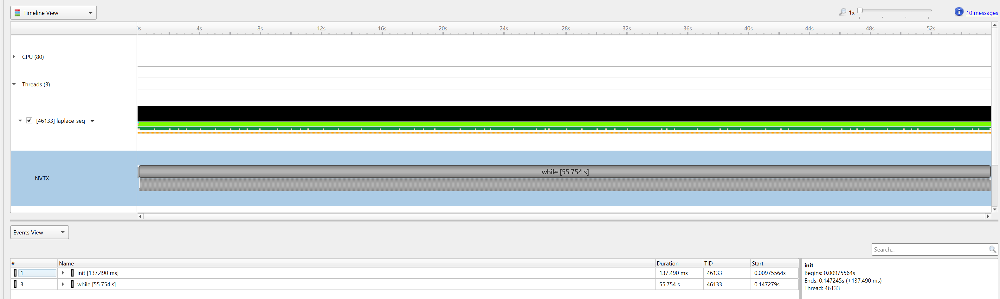 Timeline View
1x
10 messages
0s 4s 8s 12s 16s 20s 24s 28s 32s 36s 40s 44s 48s 52s
CPU (80)
Threads (3)
[46133] laplace-seq
while [55.754 s]
NVTX
Events View
Search...
# Name Duration TID Start
1 init [137.490 ms] 137.490 ms 46133 0.00975564s
3 while [55.754 s] 55.754 s 46133 0.147279s
init
Begins: 0.00975564s
Ends: 0.147245s (+137.490 ms)
Thread: 46133